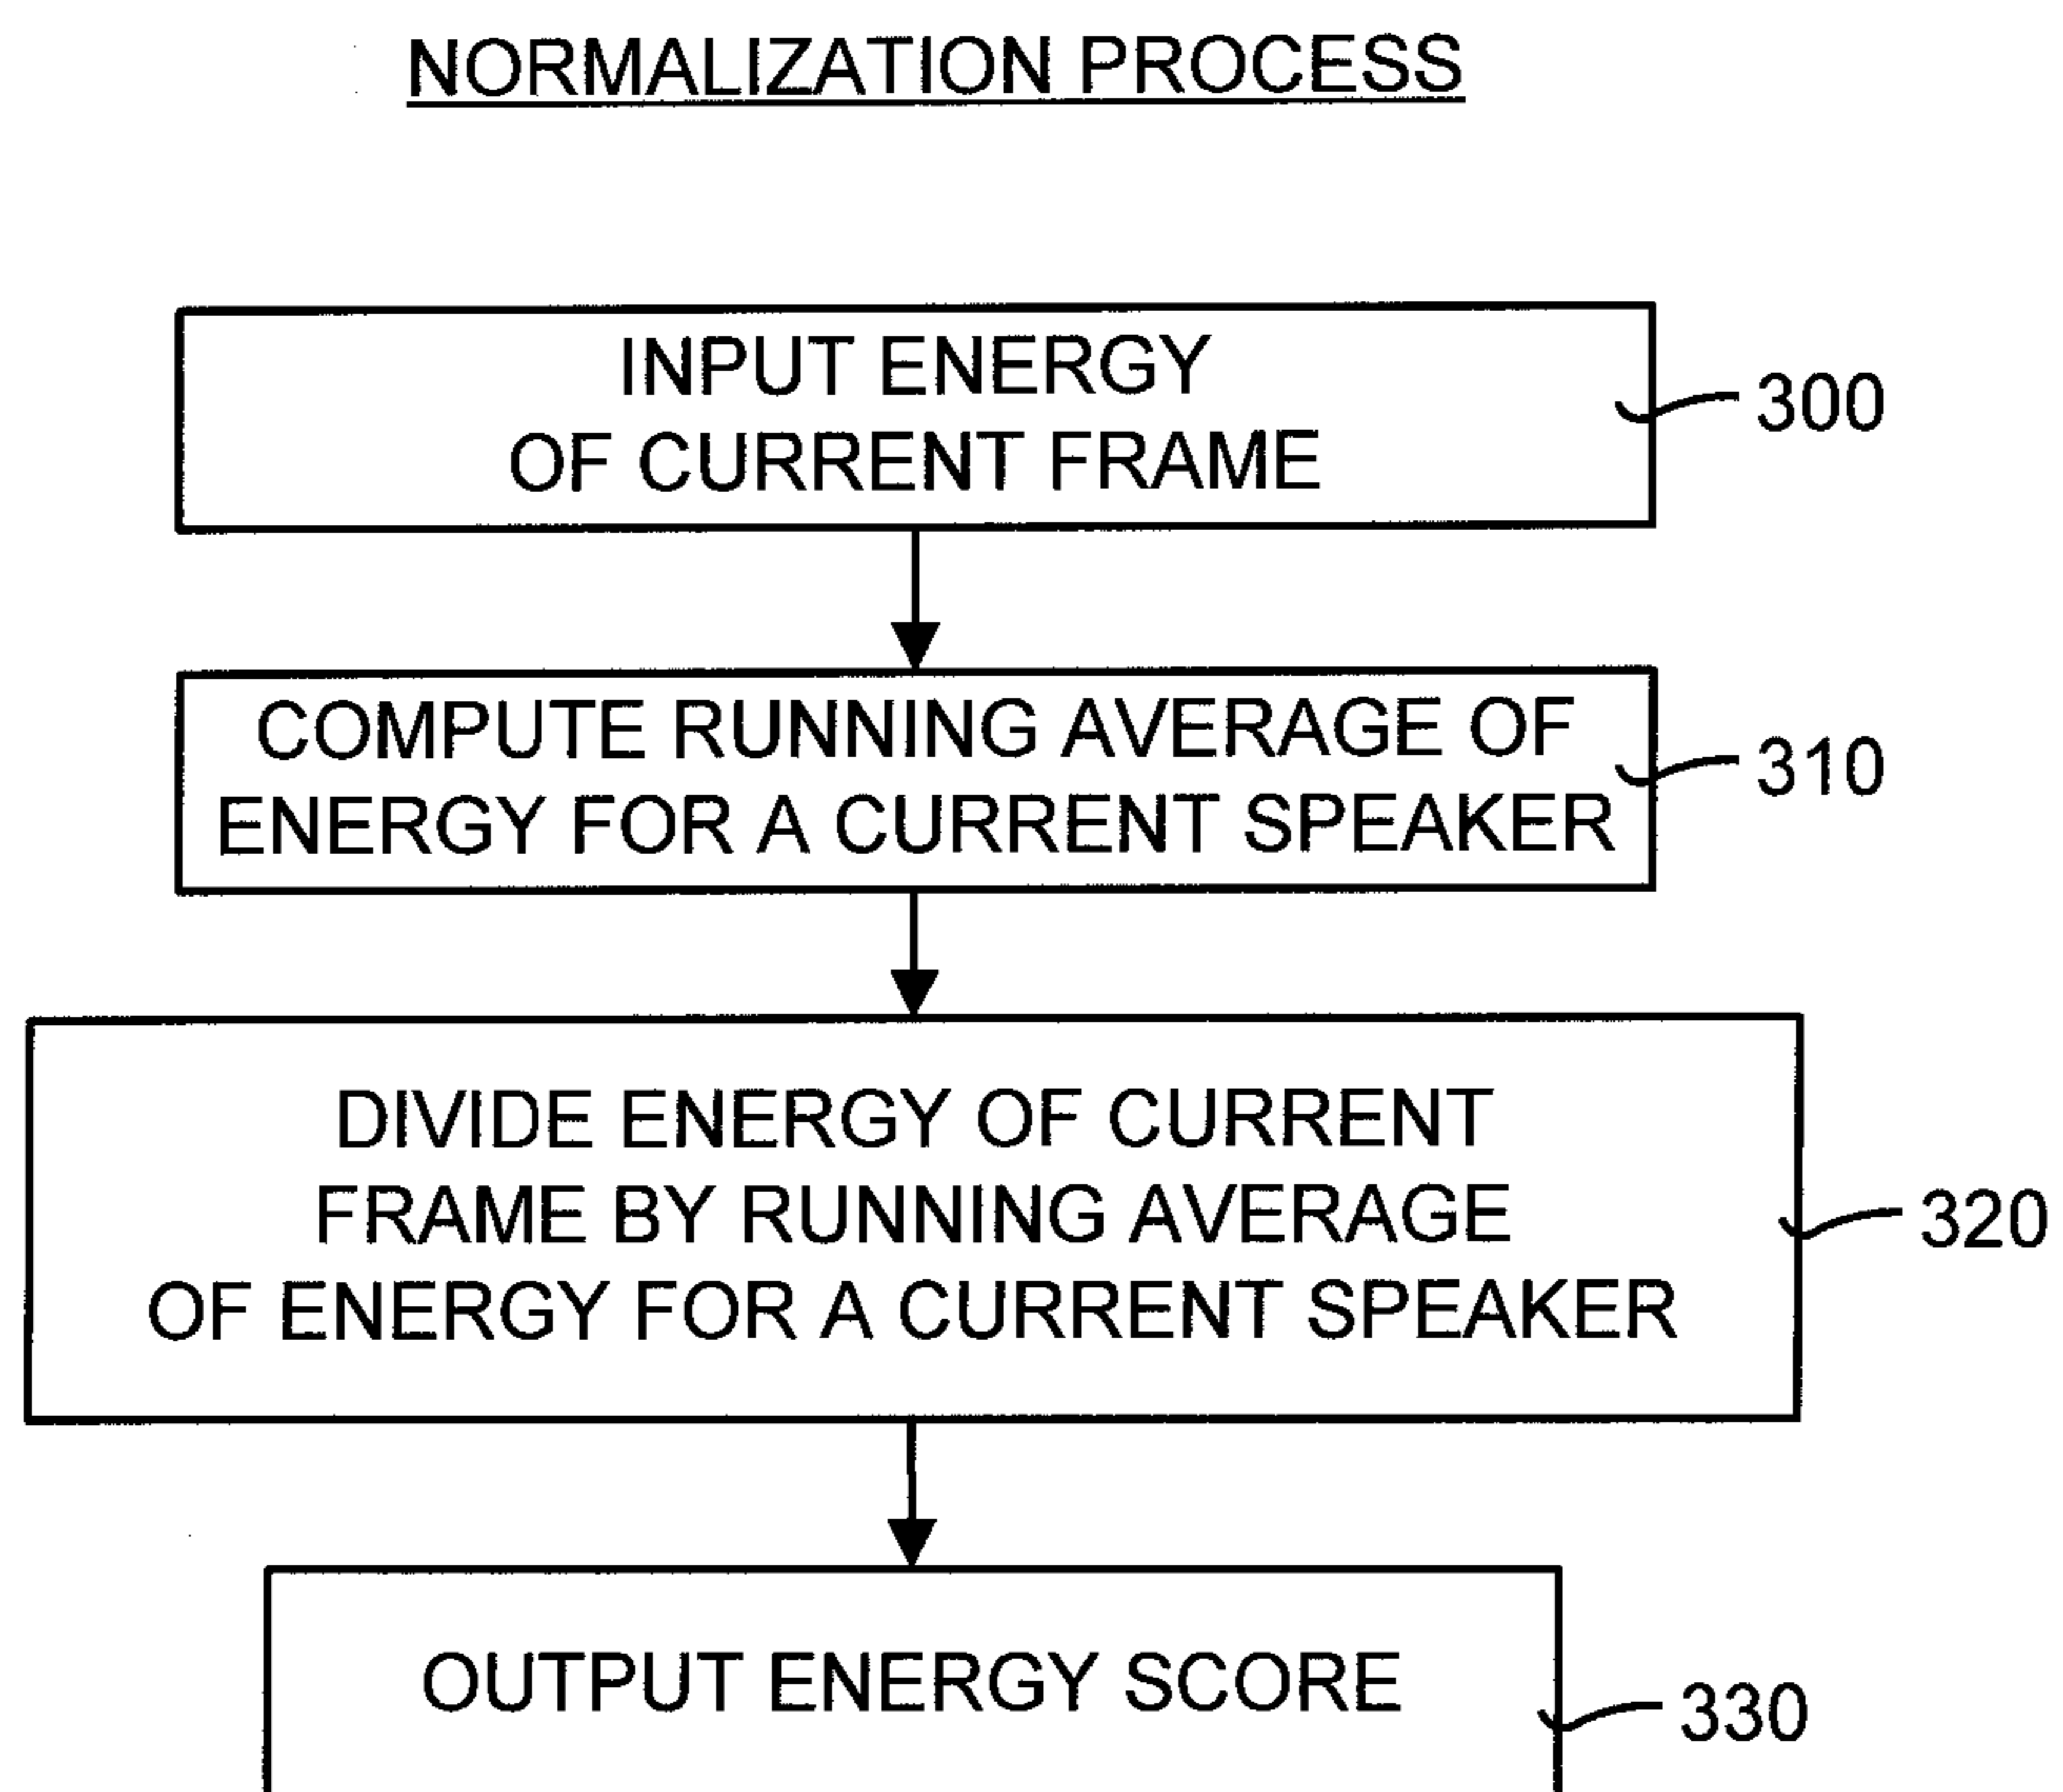 NORMALIZATION PROCESS
INPUT ENERGY
OF CURRENT FRAME
300
COMPUTE RUNNING AVERAGE OF
ENERGY FOR A CURRENT SPEAKER
310
DIVIDE ENERGY OF CURRENT
FRAME BY RUNNING AVERAGE
OF ENERGY FOR A CURRENT SPEAKER
320
OUTPUT ENERGY SCORE
330